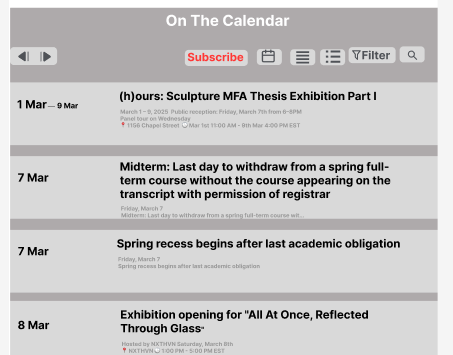 On The Calendar
Subscribe
Filter
1 Mar — 9 Mar
(h)ours: Sculpture MFA Thesis Exhibition Part I
March 1 – 9, 2025 Public reception: Friday, March 7th from 6–8PM
Panel tour on Wednesday
1156 Chapel Street Mar 1st 11:00 AM - 9th Mar 4:00 PM EST
7 Mar
Midterm: Last day to withdraw from a spring full-
term course without the course appearing on the
transcript with permission of registrar
Friday, March 7
Midterm: Last day to withdraw from a spring full-term course wit...
7 Mar
Spring recess begins after last academic obligation
Friday, March 7
Spring recess begins after last academic obligation
8 Mar
Exhibition opening for "All At Once, Reflected
Through Glass"
Hosted by NXTHVN Saturday, March 8th
NXTHVN 1:00 PM - 5:00 PM EST